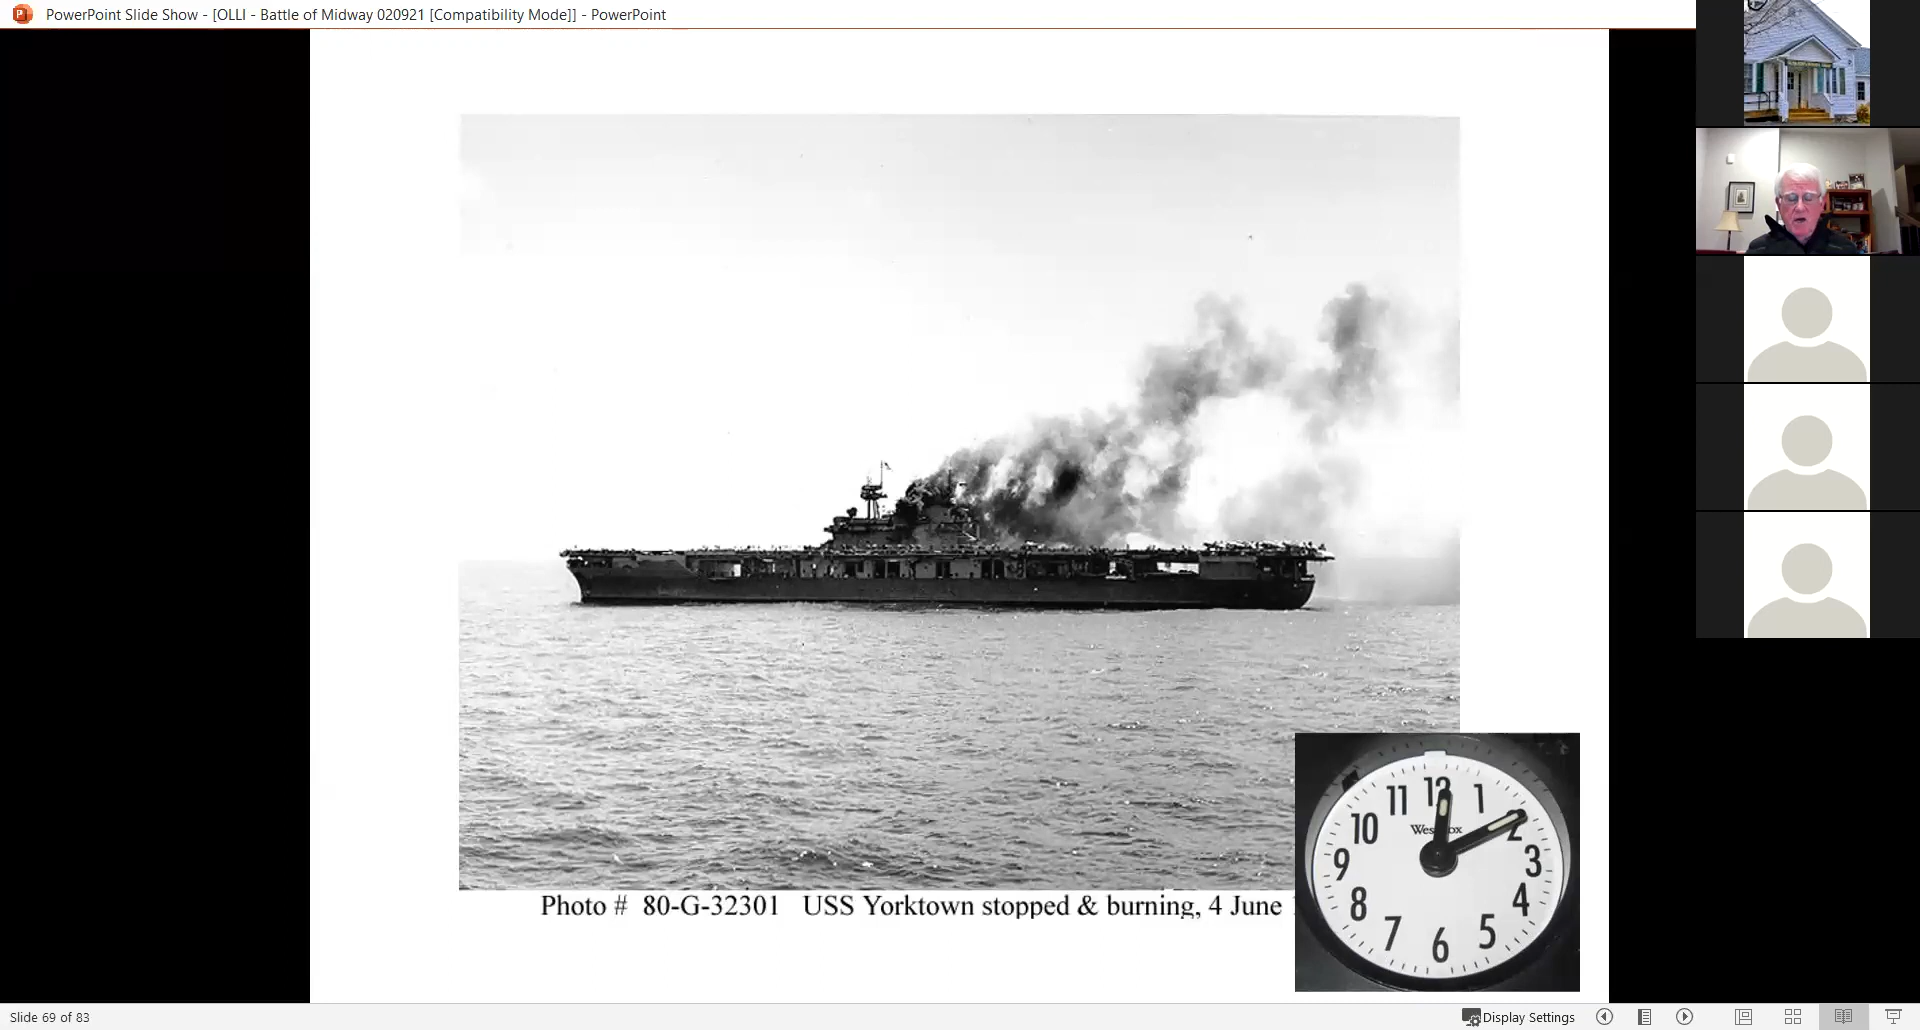 PowerPoint Slide Show - [OLLI - Battle of Midway 020921 [Compatibility Mode]] - PowerPoint
Photo # 80-G-32301 USS Yorktown stopped & burning, 4 June
11 12 1
10 2
9 3
8 4
7 6 5
Slide 69 of 83
Display Settings